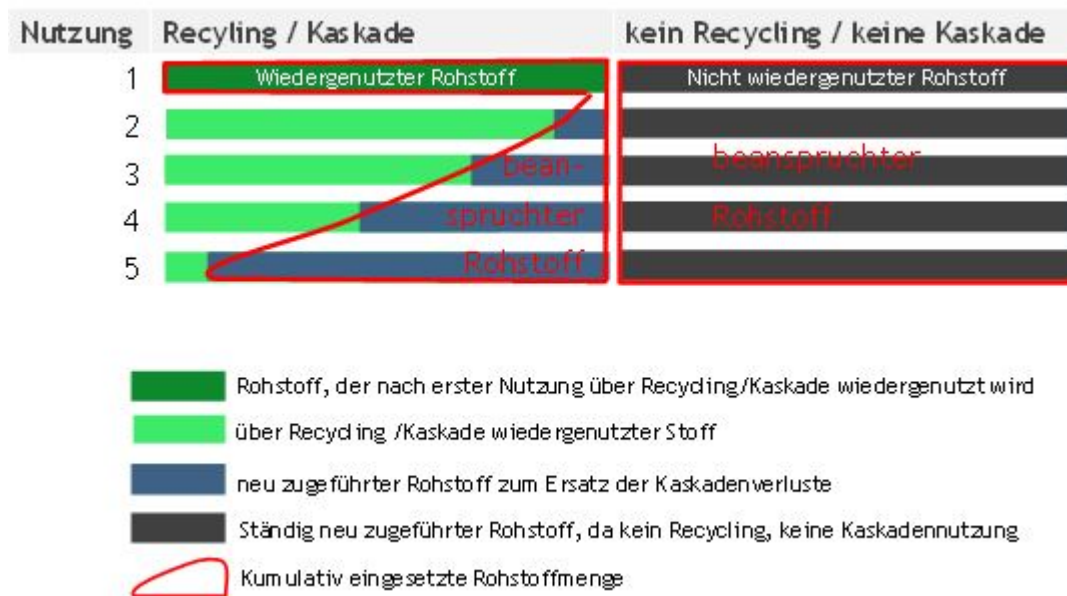 Nutzung Recyling / Kaskade kein Recycling / keine Kaskade
1 Wiedergenutzter Rohstoff Nicht wiedergenutzter Rohstoff
2
3 bean- beanspruchter
4 spruchter Rohstoff
5 Rohstoff
Rohstoff, der nach erster Nutzung über Recycling/Kaskade wiedergenutzt wird
über Recycling /Kaskade wiedergenutzter Stoff
neu zugeführter Rohstoff zum Ersatz der Kaskadenverluste
Ständig neu zugeführter Rohstoff, da kein Recycling, keine Kaskadennutzung
Kumulativ eingesetzte Rohstoffmenge